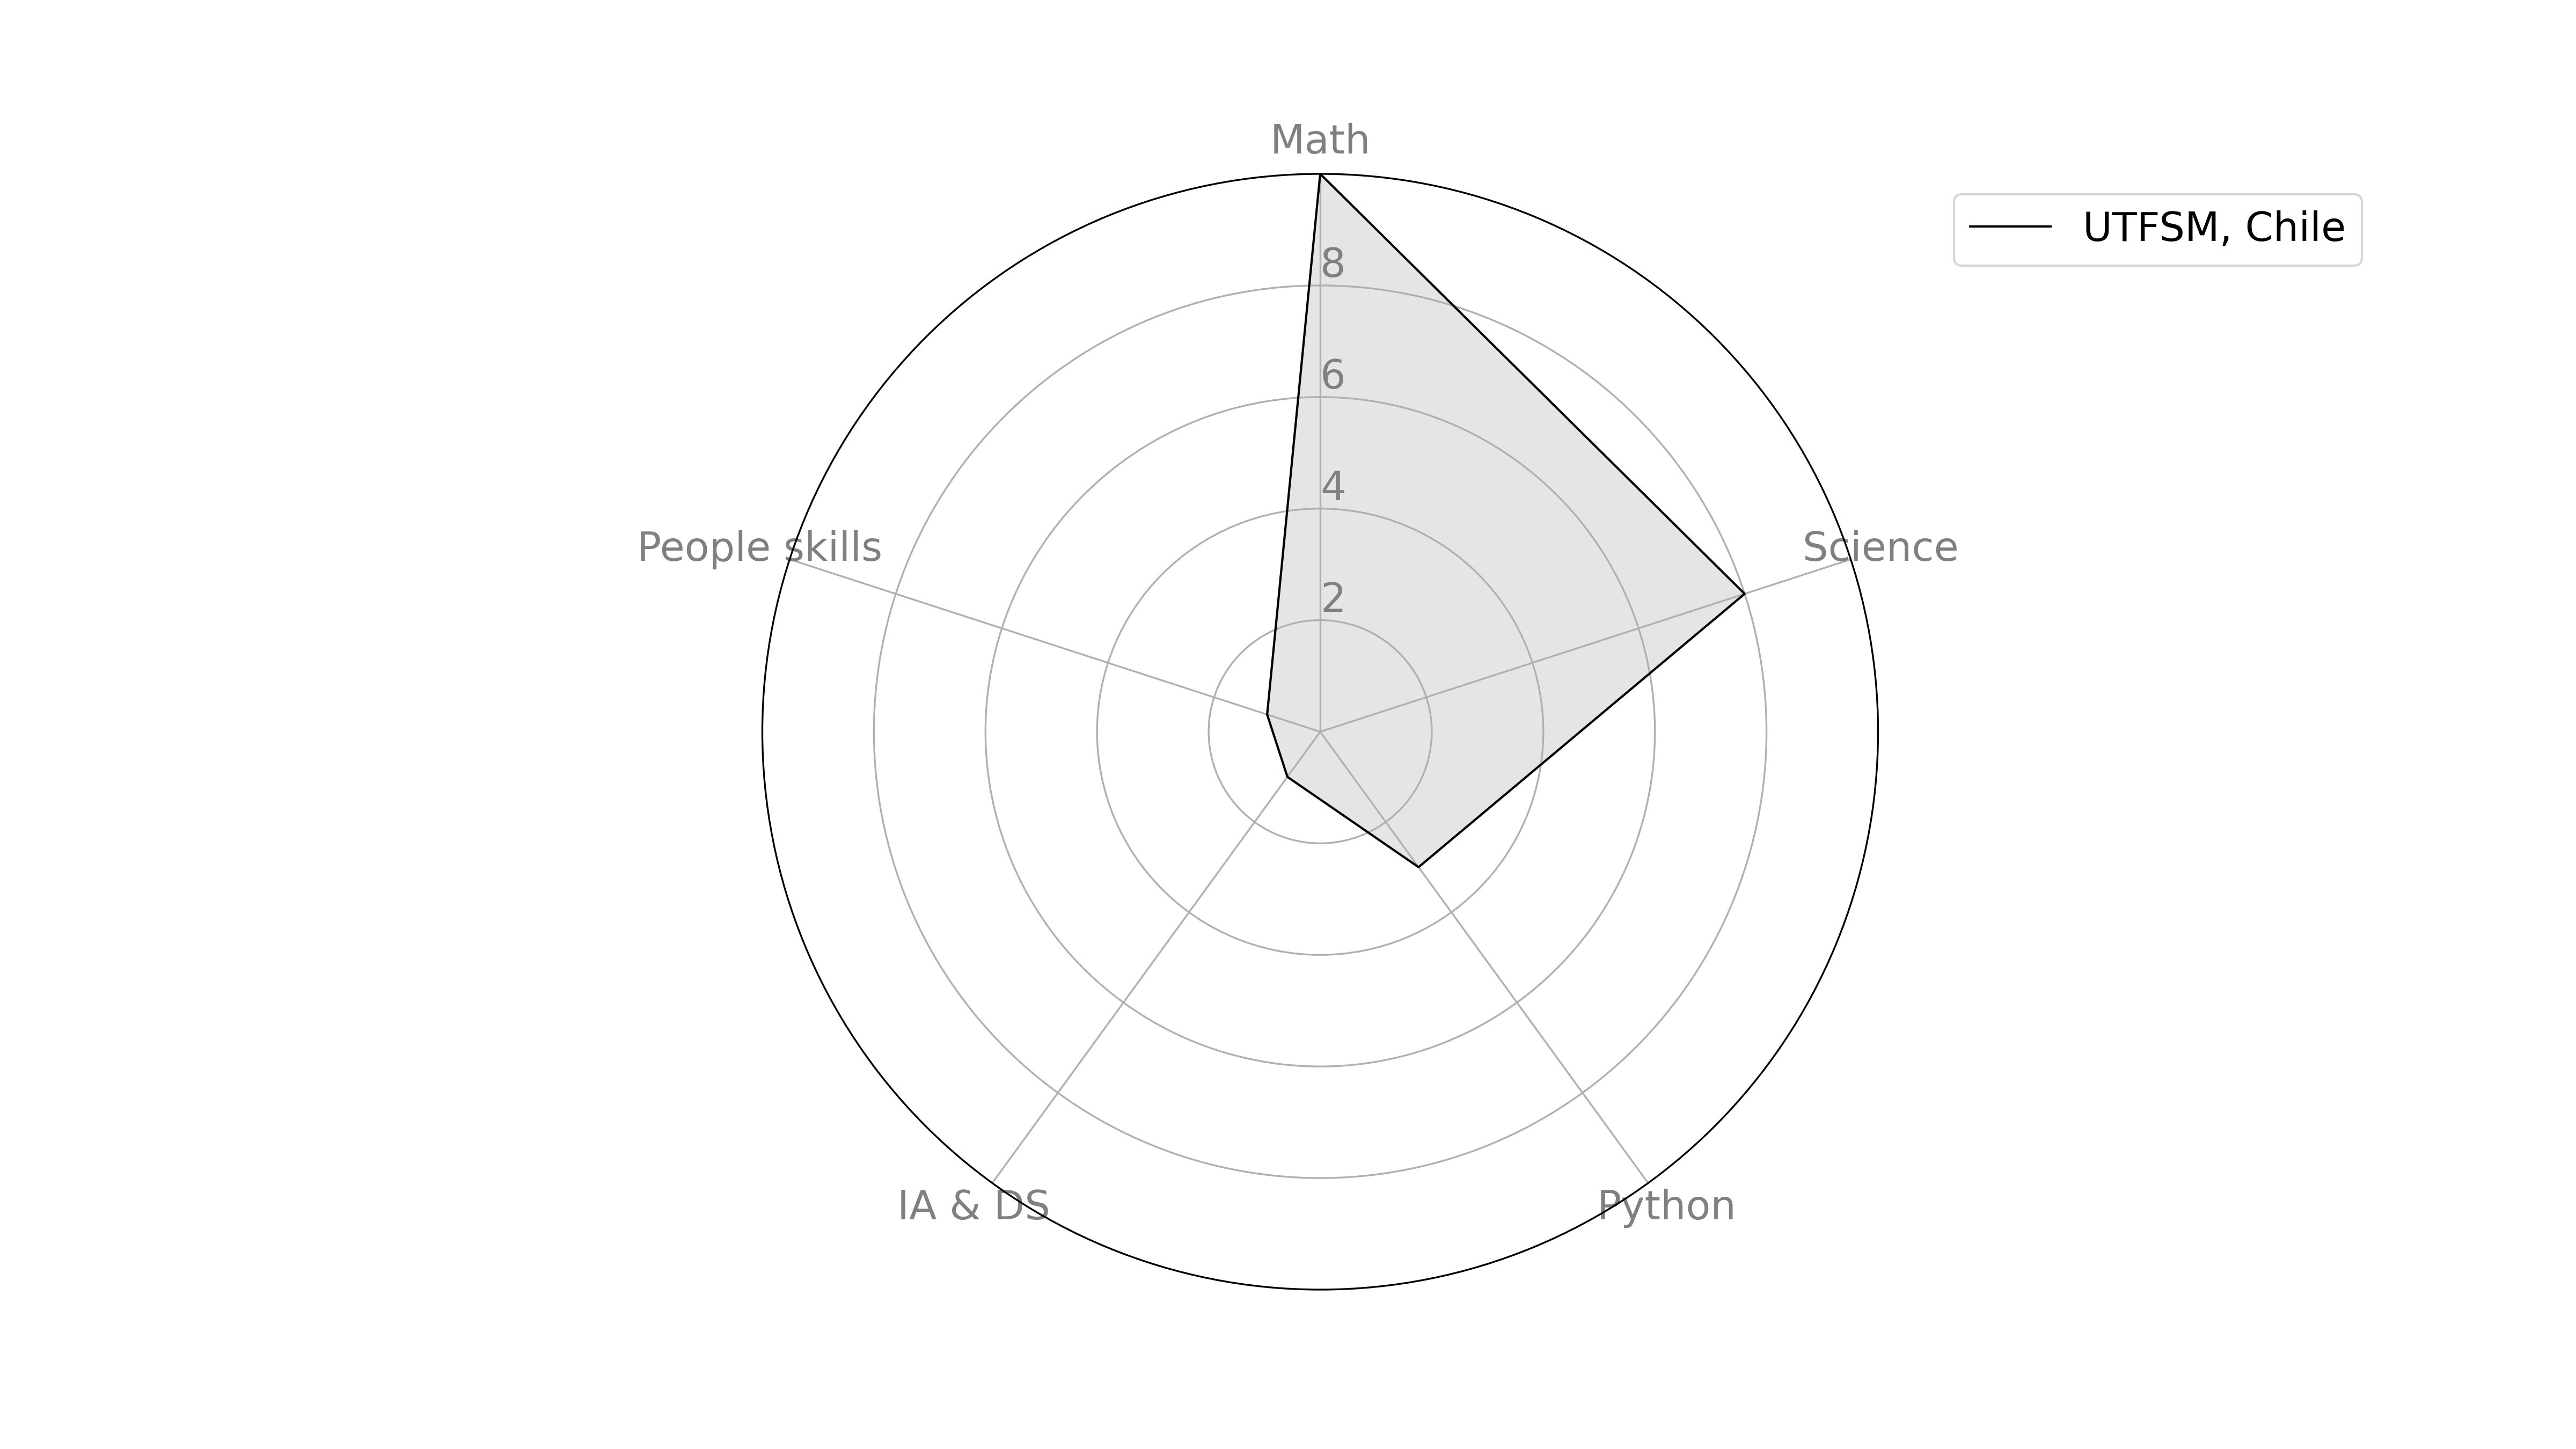 Math
UTFSM, Chile
8
6
4
People skills
Science
2
IA & DS
Python